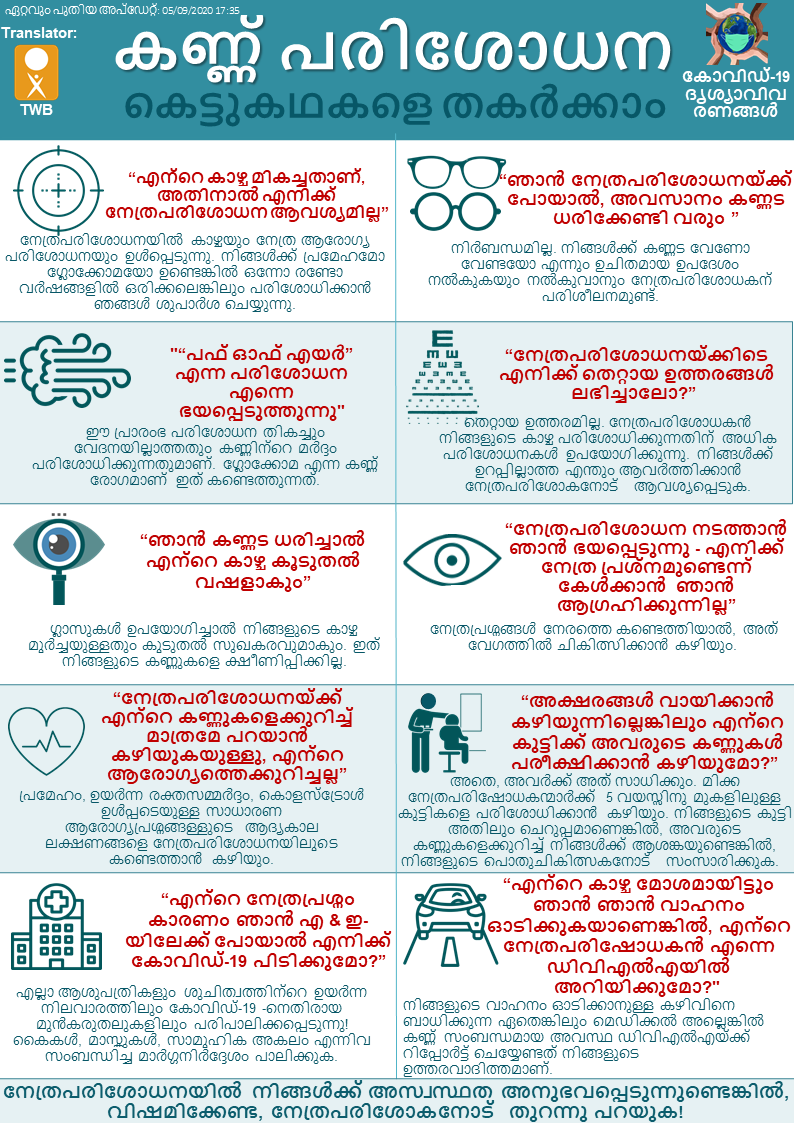 ഏറ്റവും പുതിയ അപ്ഡേറ്റ്: 05/09/2020 17:35
Translator:
TWB
കണ്ണ് പരിശോധന
കെട്ടുകഥകളെ തകർക്കാം
കോവിഡ്-19
ദൃശ്യാവിവ
രണങ്ങൾ
“എന്റെ കാഴ്ച മികച്ചതാണ്,
അതിനാൽ എനിക്ക്
നേത്രപരിശോധന ആവശ്യമില്ല”
നേത്രപരിശോധനയിൽ കാഴ്ചയും നേത്ര ആരോഗ്യ
പരിശോധനയും ഉൾപ്പെടുന്നു. നിങ്ങൾക്ക് പ്രമേഹമോ
ഗ്ലോക്കോമയോ ഉണ്ടെങ്കിൽ ഒന്നോ രണ്ടോ
വർഷങ്ങളിൽ ഒരിക്കലെങ്കിലും പരിശോധിക്കാൻ
ഞങ്ങൾ ശുപാർശ ചെയ്യുന്നു.
“ഞാൻ നേത്രപരിശോധനയ്ക്ക്
പോയാൽ, അവസാനം കണ്ണട
ധരിക്കേണ്ടി വരും ”
നിർബന്ധമില്ല. നിങ്ങൾക്ക് കണ്ണട വേണോ
വേണ്ടയോ എന്നും ഉചിതമായ ഉപദേശം
നൽകുകയും നൽകുവാനും നേത്രപരിശോധകന്
പരിശീലനമുണ്ട്.
"“പഫ് ഓഫ് എയർ”
എന്ന പരിശോധന
എന്നെ
ഭയപ്പെടുത്തുന്നു"
ഈ പ്രാരംഭ പരിശോധന തികച്ചും
വേദനയില്ലാത്തതും കണ്ണിന്റെ മർദ്ദം
പരിശോധിക്കുന്നതുമാണ്. ഗ്ലോക്കോമ എന്ന കണ്ണ്
രോഗമാണ് ഇത് കണ്ടെത്തുന്നത്.
“നേത്രപരിശോധനയ്ക്കിടെ
എനിക്ക് തെറ്റായ ഉത്തരങ്ങൾ
ലഭിച്ചാലോ?”
തെറ്റായ ഉത്തരമില്ല. നേത്രപരിശോധകൻ
നിങ്ങളുടെ കാഴ്ച പരിശോധിക്കുന്നതിന് അധിക
പരിശോധനകൾ ഉപയോഗിക്കുന്നു. നിങ്ങൾക്ക്
ഉറപ്പില്ലാത്ത എന്തും ആവർത്തിക്കാൻ
നേത്രപരിശോകനോട് ആവശ്യപ്പെടുക.
“ഞാൻ കണ്ണട ധരിച്ചാൽ
എന്റെ കാഴ്ച കൂടുതൽ
വഷളാകും”
ഗ്ലാസുകൾ ഉപയോഗിച്ചാൽ നിങ്ങളുടെ കാഴ്ച
മൂർച്ചയുള്ളതും കൂടുതൽ സുഖകരവുമാകും. ഇത്
നിങ്ങളുടെ കണ്ണുകളെ ക്ഷീണിപ്പിക്കില്ല.
“നേത്രപരിശോധന നടത്താൻ
ഞാൻ ഭയപ്പെടുന്നു - എനിക്ക്
നേത്ര പ്രശ്നമുണ്ടെന്ന്
കേൾക്കാൻ ഞാൻ
ആഗ്രഹിക്കുന്നില്ല”
നേത്രപ്രശ്നങ്ങൾ നേരത്തെ കണ്ടെത്തിയാൽ, അത്
വേഗത്തിൽ ചികിത്സിക്കാൻ കഴിയും.
“നേത്രപരിശോധനയ്ക്ക്
എന്റെ കണ്ണുകളെക്കുറിച്ച്
മാത്രമേ പറയാൻ
കഴിയുകയുള്ളൂ, എന്റെ
ആരോഗ്യത്തെക്കുറിച്ചല്ല”
പ്രമേഹം, ഉയർന്ന രക്തസമ്മർദ്ദം, കൊളസ്ട്രോൾ
ഉൾപ്പടെയുള്ള സാധാരണ
ആരോഗ്യപ്രശ്നങ്ങളുടെ ആദ്യകാല
ലക്ഷണങ്ങളെ നേത്രപരിശോധനയിലൂടെ
കണ്ടെത്താൻ കഴിയും.
“അക്ഷരങ്ങൾ വായിക്കാൻ
കഴിയുന്നില്ലെങ്കിലും എന്റെ
കുട്ടിക്ക് അവരുടെ കണ്ണുകൾ
പരീക്ഷിക്കാൻ കഴിയുമോ?”
അതെ, അവർക്ക് അത് സാധിക്കും. മിക്ക
നേത്രപരിഷോധകന്മാർക്ക് 5 വയസ്സിനു മുകളിലുള്ള
കുട്ടികളെ പരിശോധിക്കാൻ കഴിയും. നിങ്ങളുടെ കുട്ടി
അതിലും ചെറുപ്പമാണെങ്കിൽ, അവരുടെ
കണ്ണുകളെക്കുറിച്ച് നിങ്ങൾക്ക് ആശങ്കയുണ്ടെങ്കിൽ,
നിങ്ങളുടെ പൊതുചികിത്സകനോട് സംസാരിക്കുക.
“എന്റെ നേത്രപ്രശ്നം
കാരണം ഞാൻ എ & ഇ-
യിലേക്ക് പോയാൽ എനിക്ക്
കോവിഡ്-19 പിടിക്കുമോ?”
എല്ലാ ആശുപത്രികളും ശുചിത്വത്തിന്റെ ഉയർന്ന
നിലവാരത്തിലും കോവിഡ്-19 -നെതിരായ
മുൻകരുതലുകളിലും പരിപാലിക്കപ്പെടുന്നു!
കൈകൾ, മാസ്കുകൾ, സാമൂഹിക അകലം എന്നിവ
സംബന്ധിച്ച മാർഗ്ഗനിർദ്ദേശം പാലിക്കുക.
“എന്റെ കാഴ്ച മോശമായിട്ടും
ഞാൻ ഞാൻ വാഹനം
ഓടിക്കുകയാണെങ്കിൽ, എന്റെ
നേത്രപരിഷോധകൻ എന്നെ
ഡിവിഎൽഎയിൽ
അറിയിക്കുമോ?"
നിങ്ങളുടെ വാഹനം ഓടിക്കാനുള്ള കഴിവിനെ
ബാധിക്കുന്ന ഏതെങ്കിലും മെഡിക്കൽ അല്ലെങ്കിൽ
കണ്ണ് സംബന്ധമായ അവസ്ഥ ഡിവിഎൽഎയ്ക്ക്
റിപ്പോർട്ട് ചെയ്യേണ്ടത് നിങ്ങളുടെ
ഉത്തരവാദിത്തമാണ്.
നേത്രപരിശോധനയിൽ നിങ്ങൾക്ക് അസ്വസ്ഥത അനുഭവപ്പെടുന്നുണ്ടെങ്കിൽ,
വിഷമിക്കേണ്ട, നേത്രപരിശോകനോട് തുറന്നു പറയുക!